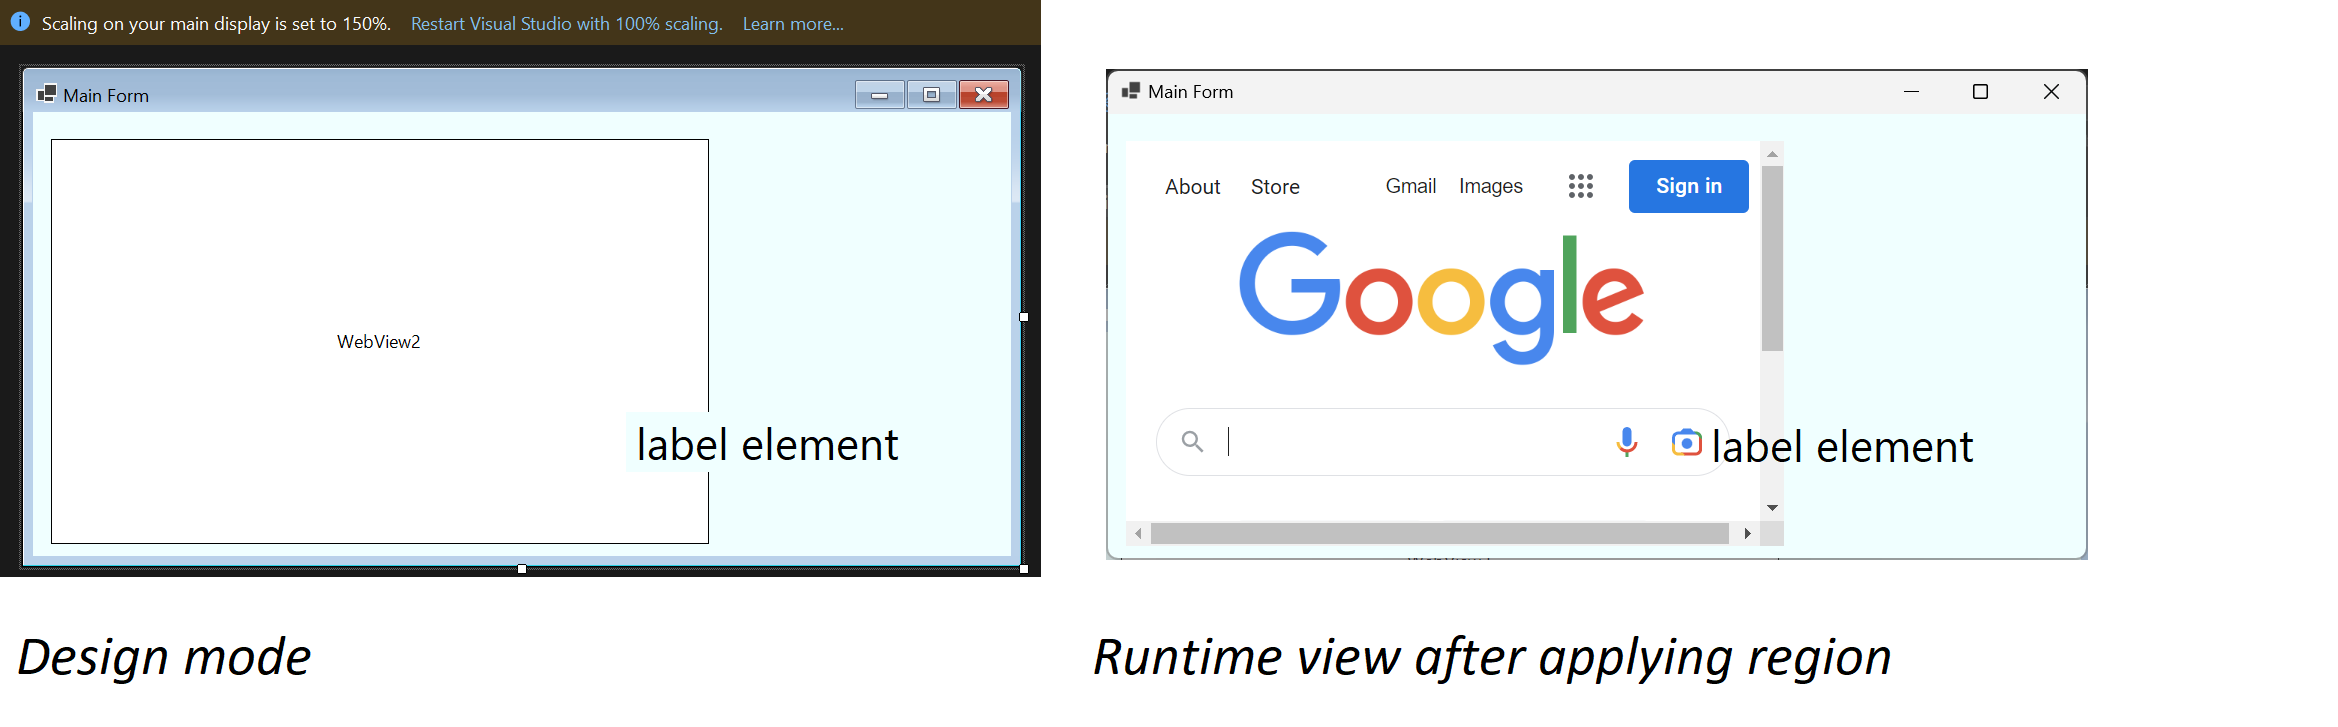 Scaling on your main display is set to 150%. Restart Visual Studio with 100% scaling. Learn more...
Main Form
WebView2
label element
Design mode
Main Form
About Store Gmail Images Sign in
Google
label element
Runtime view after applying region